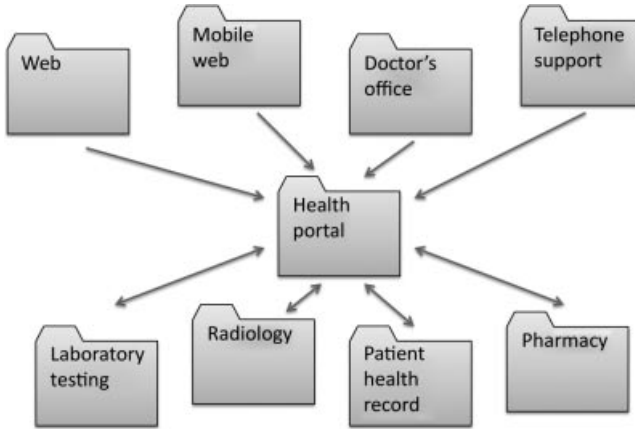 Web
Mobile
web
Doctor's
office
Telephone
support
Health
portal
Laboratory
testing
Radiology
Patient
health
record
Pharmacy